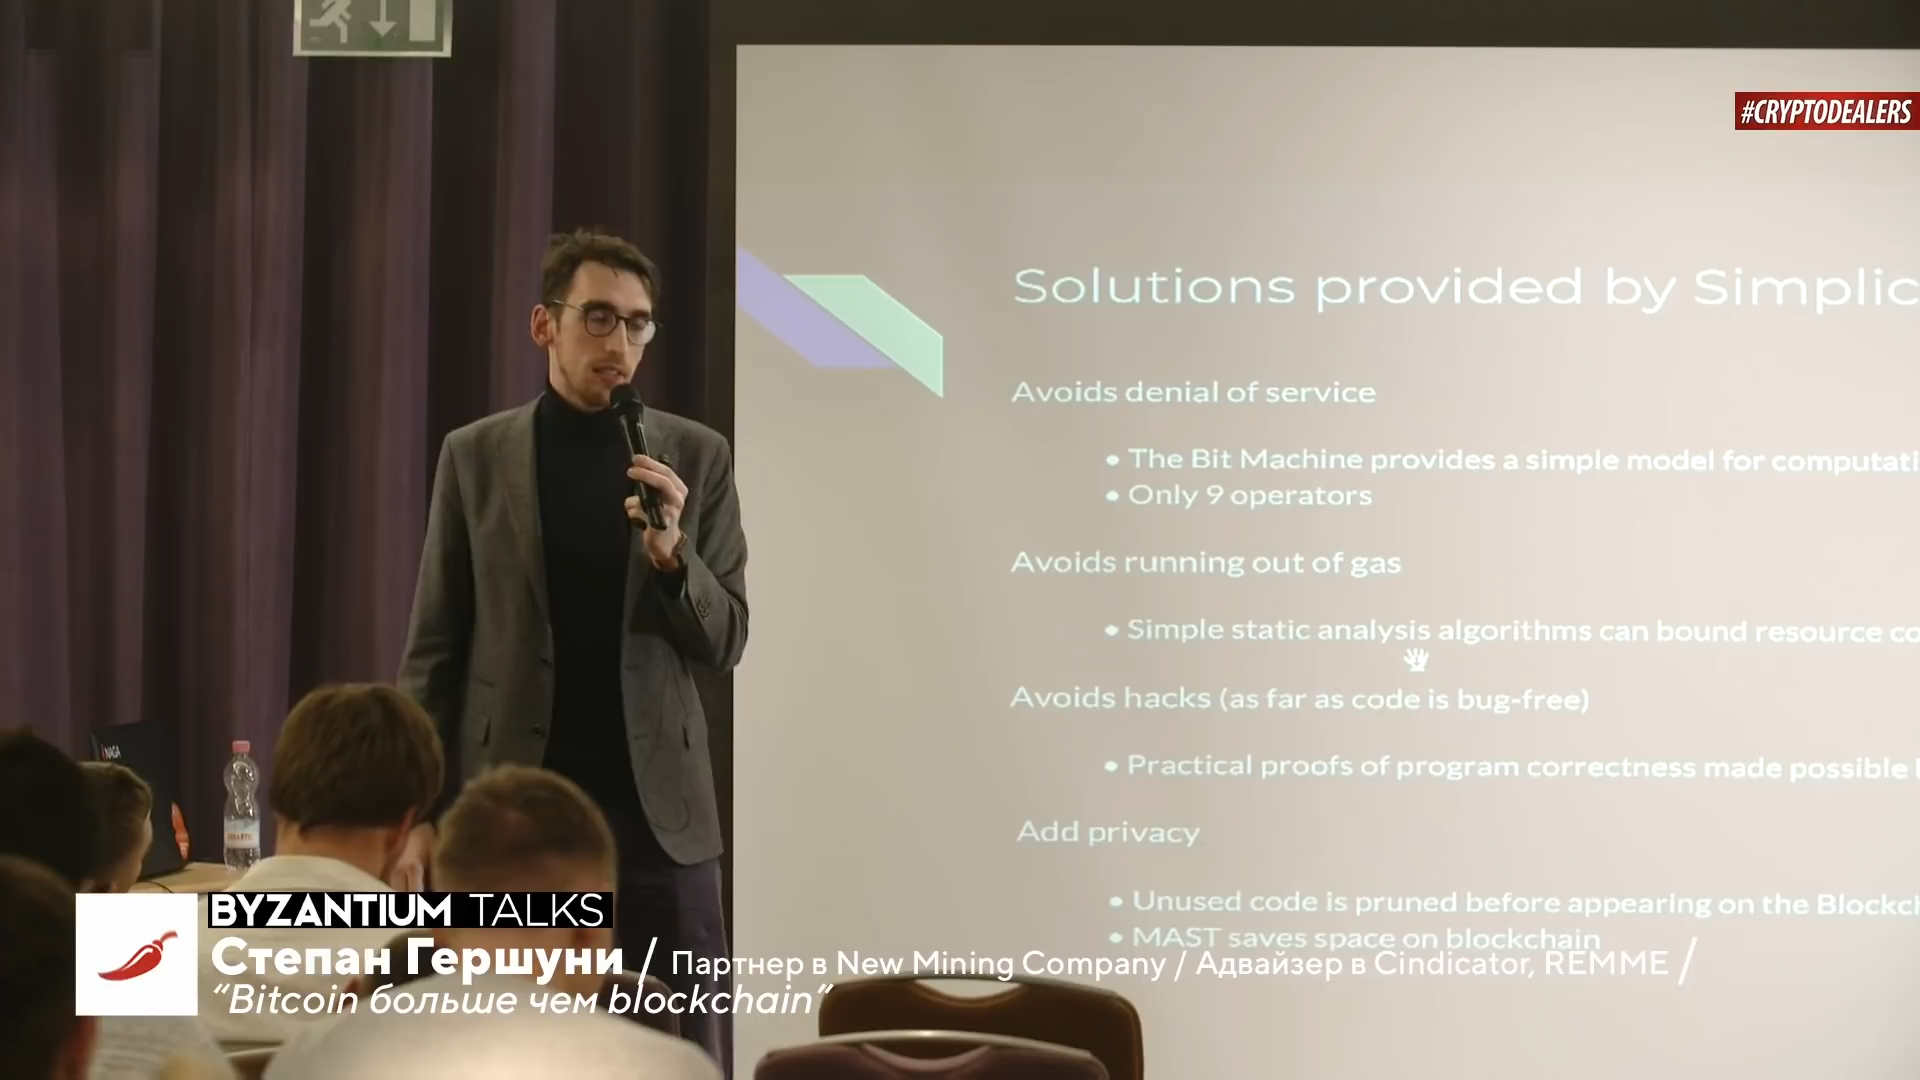 #CRYPTODEALERS
Solutions provided by Simplic
Avoids denial of service
• The Bit Machine provides a simple model for computati
• Only 9 operators
Avoids running out of gas
• Simple static analysis algorithms can bound resource co
Avoids hacks (as far as code is bug-free)
• Practical proofs of program correctness made possible
Add privacy
• Unused code is pruned before appearing on the Blockch
• MAST saves space on blockchain
NAGA
BYZANTIUM TALKS
Степан Гершуни / Партнер в New Mining Company / Адвайзер в Cindicator, REMME /
“Bitcoin больше чем blockchain”